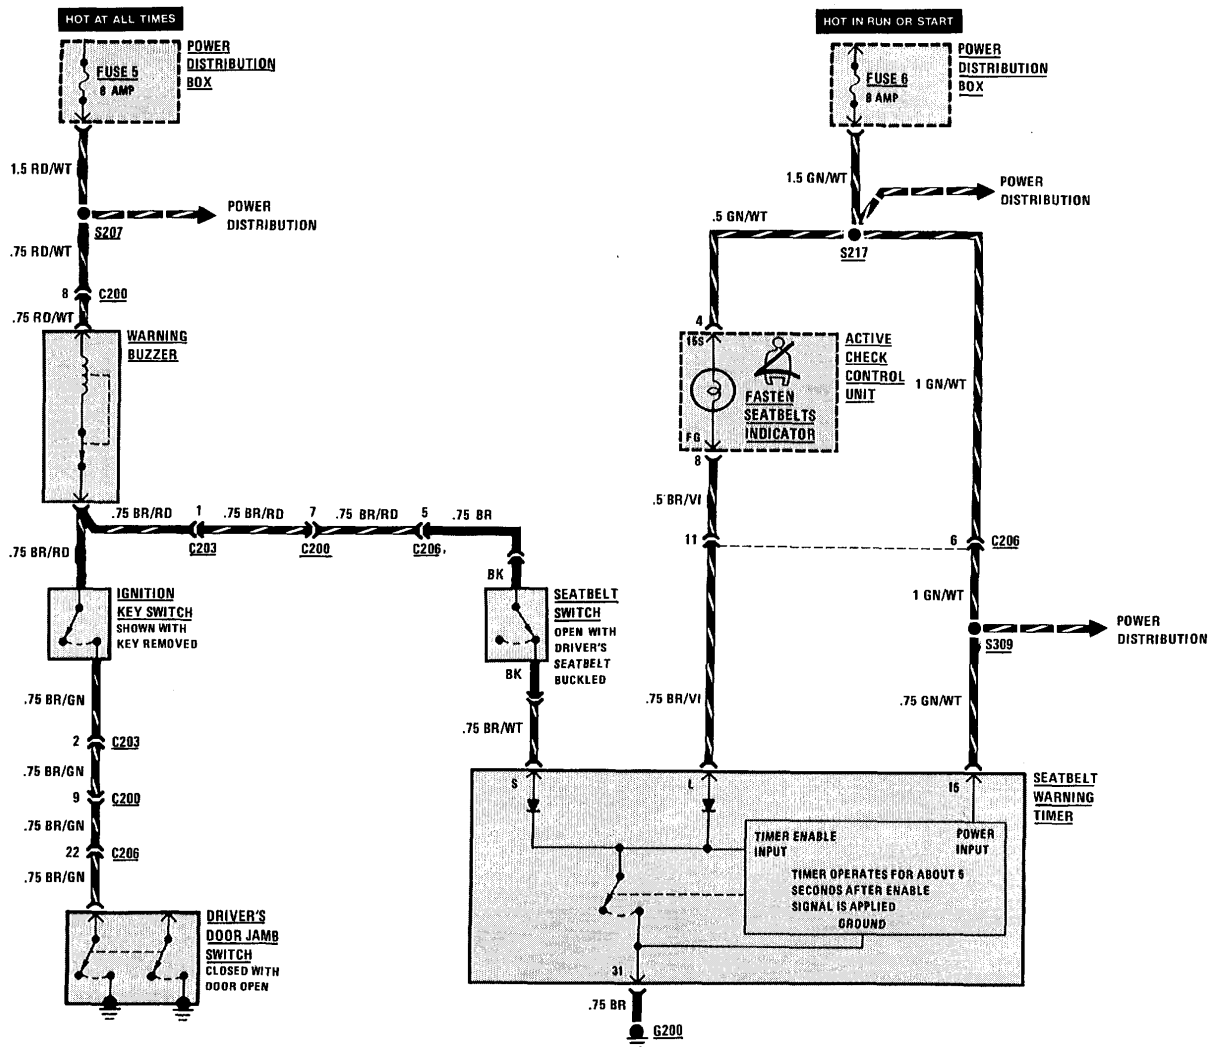 HOT AT ALL TIMES
FUSE 5
8 AMP
POWER
DISTRIBUTION
BOX
1.5 RD/WT
POWER
DISTRIBUTION
S207
.75 RD/WT
8
C200
.75 RD/WT
WARNING
BUZZER
.75 BR/RD
1
C203
.75 BR/RD
7
C200
.75 BR/RD
5
C206
.75 BR
.75 BR/RD
IGNITION
KEY SWITCH
SHOWN WITH
KEY REMOVED
BK
SEATBELT
SWITCH
OPEN WITH
DRIVER'S
SEATBELT
BUCKLED
BK
.75 BR/WT
.75 BR/GN
2
C203
.75 BR/GN
9
C200
.75 BR/GN
22
C206
.75 BR/GN
DRIVER'S
DOOR JAMB
SWITCH
CLOSED WITH
DOOR OPEN
HOT IN RUN OR START
FUSE 6
8 AMP
POWER
DISTRIBUTION
BOX
1.5 GN/WT
POWER
DISTRIBUTION
.5 GN/WT
S217
4
15S
FASTEN
SEATBELTS
INDICATOR
FG
8
ACTIVE
CHECK
CONTROL
UNIT
1 GN/WT
.5 BR/VI
11
6
C206
1 GN/WT
S309
POWER
DISTRIBUTION
.75 BR/VI
.75 GN/WT
S
L
15
SEATBELT
WARNING
TIMER
TIMER ENABLE
INPUT
POWER
INPUT
TIMER OPERATES FOR ABOUT 6
SECONDS AFTER ENABLE
SIGNAL IS APPLIED
GROUND
31
.75 BR
G200